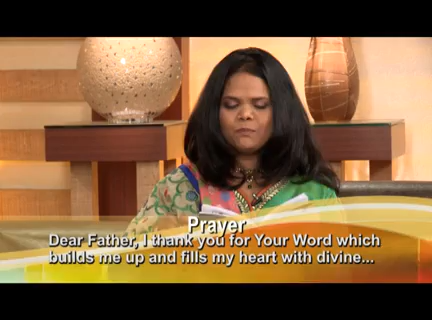 Prayer
Dear Father, I thank you for Your Word which
builds me up and fills my heart with divine...